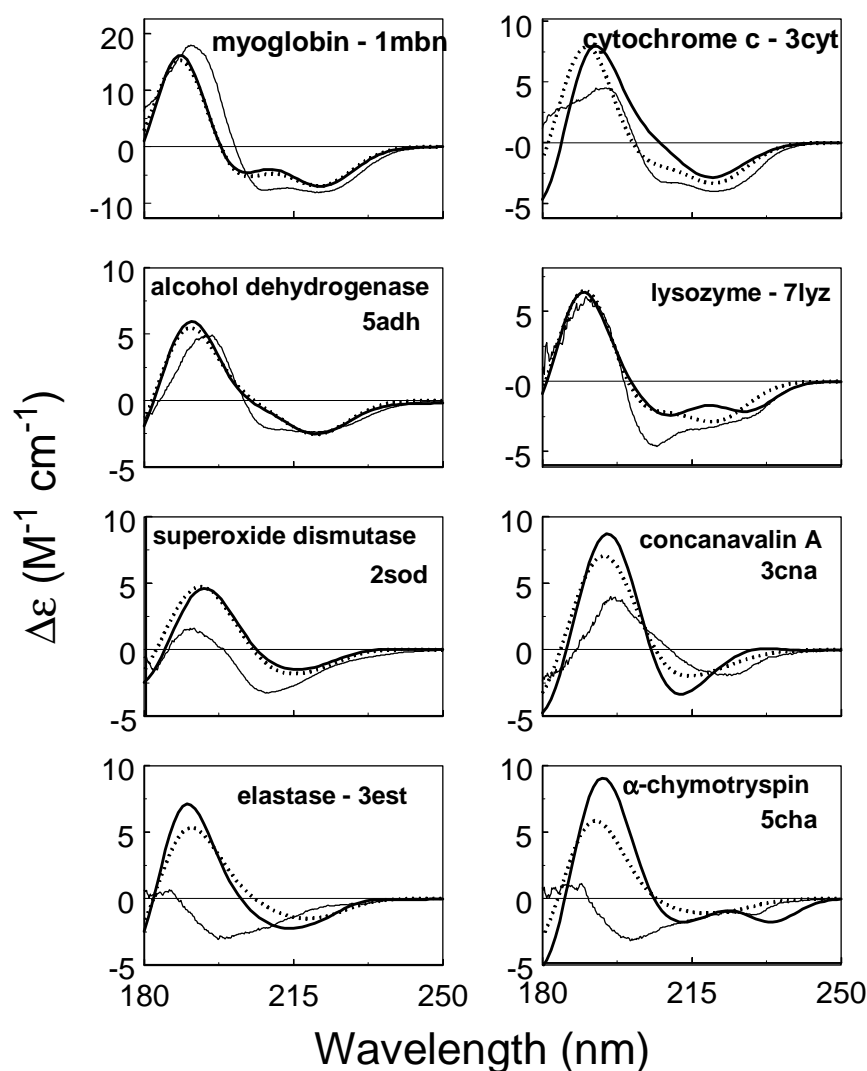 myoglobin - 1mbn
20
10
0
-10
cytochrome c - 3cyt
10
5
-0
-5
alcohol dehydrogenase
5adh
10
5
0
-5
lysozyme - 7lyz
5
-0
-5
superoxide dismutase
2sod
10
5
0
-5
concanavalin A
3cna
10
5
0
-5
elastase - 3est
10
5
0
-5
180
215
250
α-chymotryspin
5cha
10
5
0
-5
180
215
250
Δε (M⁻¹ cm⁻¹)
Wavelength (nm)